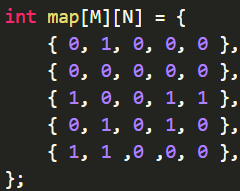 int map[M][N] = {
{ 0, 1, 0, 0, 0 },
{ 0, 0, 0, 0, 0 },
{ 1, 0, 0, 1, 1 },
{ 0, 1, 0, 1, 0 },
{ 1, 1 ,0 ,0, 0 },
};